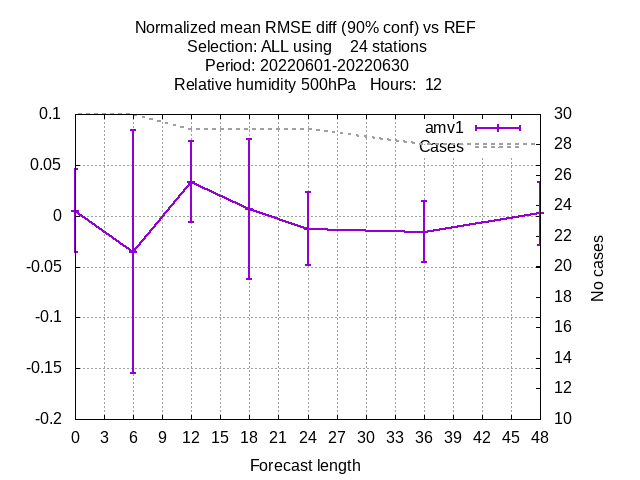 Normalized mean RMSE diff (90% conf) vs REF
Selection: ALL using    24 stations
Period: 20220601-20220630
Relative humidity 500hPa   Hours:  12
0.1
0.05
0
-0.05
-0.1
-0.15
-0.2
amv1
Cases
30
28
26
24
22
20
18
16
14
12
10
No cases
0 3 6 9 12 15 18 21 24 27 30 33 36 39 42 45 48
Forecast length